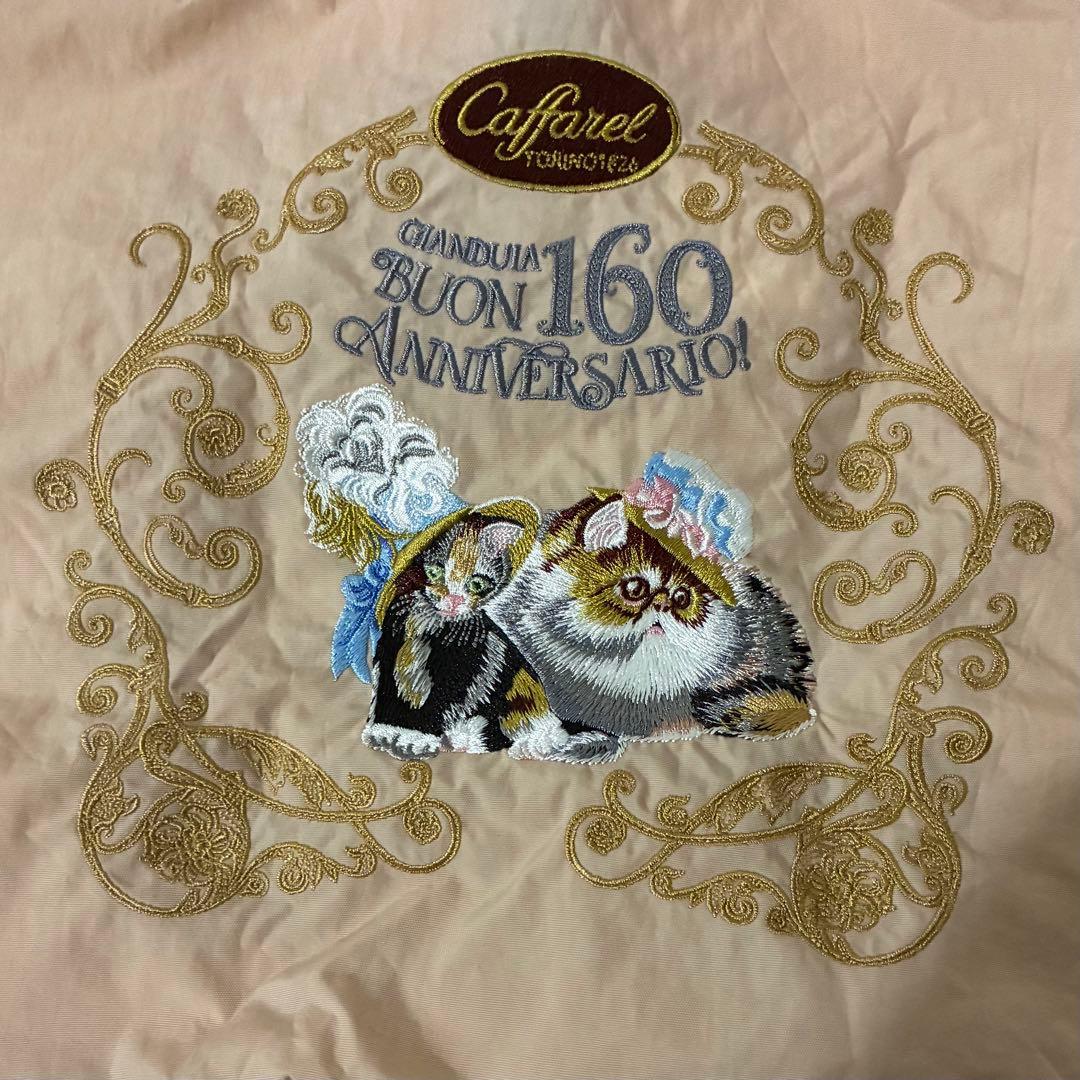 Caffarel
TORINO 1826
GIANDUIA
BUON 160
ANNIVERSARIO!